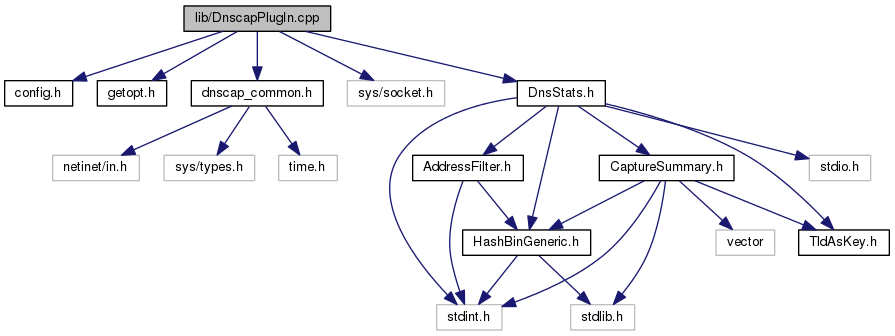 lib/DnscapPlugIn.cpp
config.h
getopt.h
dnscap_common.h
sys/socket.h
DnsStats.h
netinet/in.h
sys/types.h
time.h
AddressFilter.h
CaptureSummary.h
stdio.h
HashBinGeneric.h
vector
TldAsKey.h
stdint.h
stdlib.h